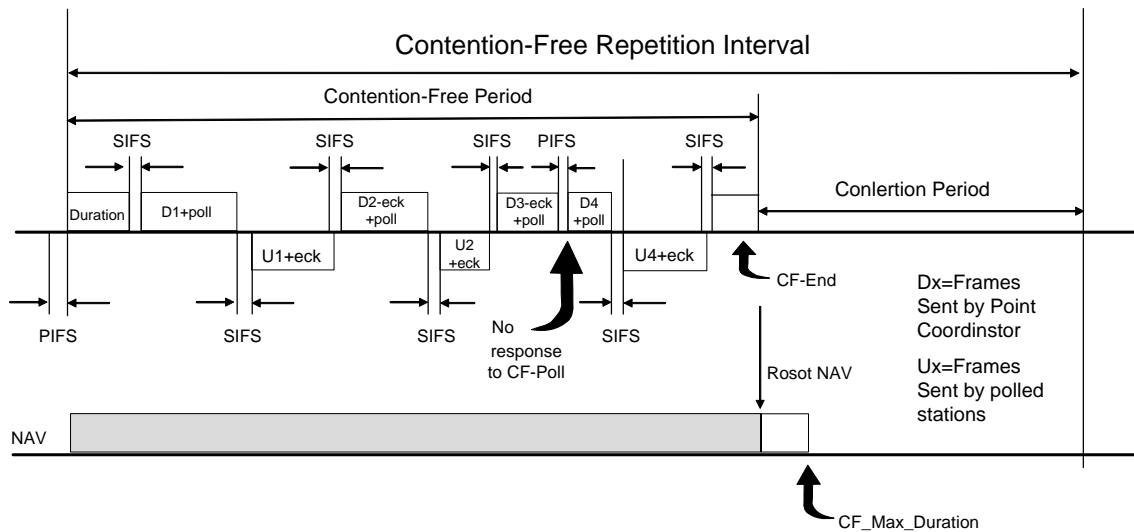 Contention-Free Repetition Interval
Contention-Free Period
SIFS
SIFS
SIFS
PIFS
SIFS
Duration
D1+poll
D2-eck
+poll
D3-eck
+poll
D4
+poll
Conlertion Period
U1+eck
U2
+eck
U4+eck
CF-End
PIFS
SIFS
SIFS
No
response
to CF-Poll
SIFS
Dx=Frames
Sent by Point
Coordinstor
Rosot NAV
Ux=Frames
Sent by polled
stations
NAV
CF_Max_Duration